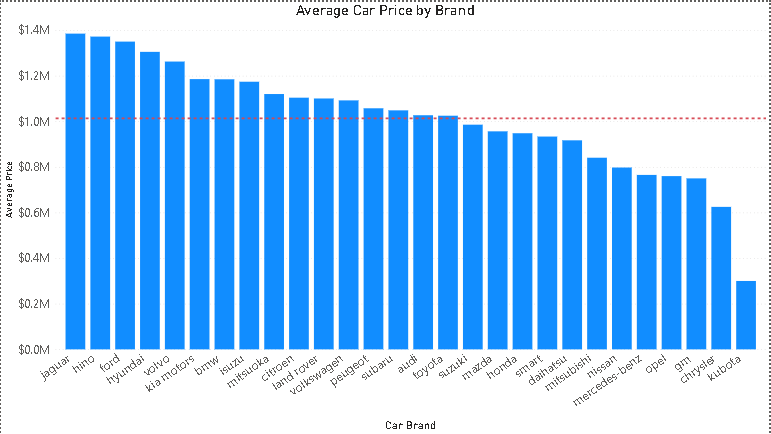 Average Car Price by Brand
Average Price
$1.4M
$1.2M
$1.0M
$0.8M
$0.6M
$0.4M
$0.2M
$0.0M
jaguar
hino
ford
hyundai
volvo
kia motors
bmw
isuzu
mitsuoka
citroen
land rover
volkswagen
peugeot
subaru
audi
toyota
suzuki
mazda
honda
smart
daihatsu
mitsubishi
nissan
mercedes-benz
opel
gm
chrysler
kubota
Car Brand